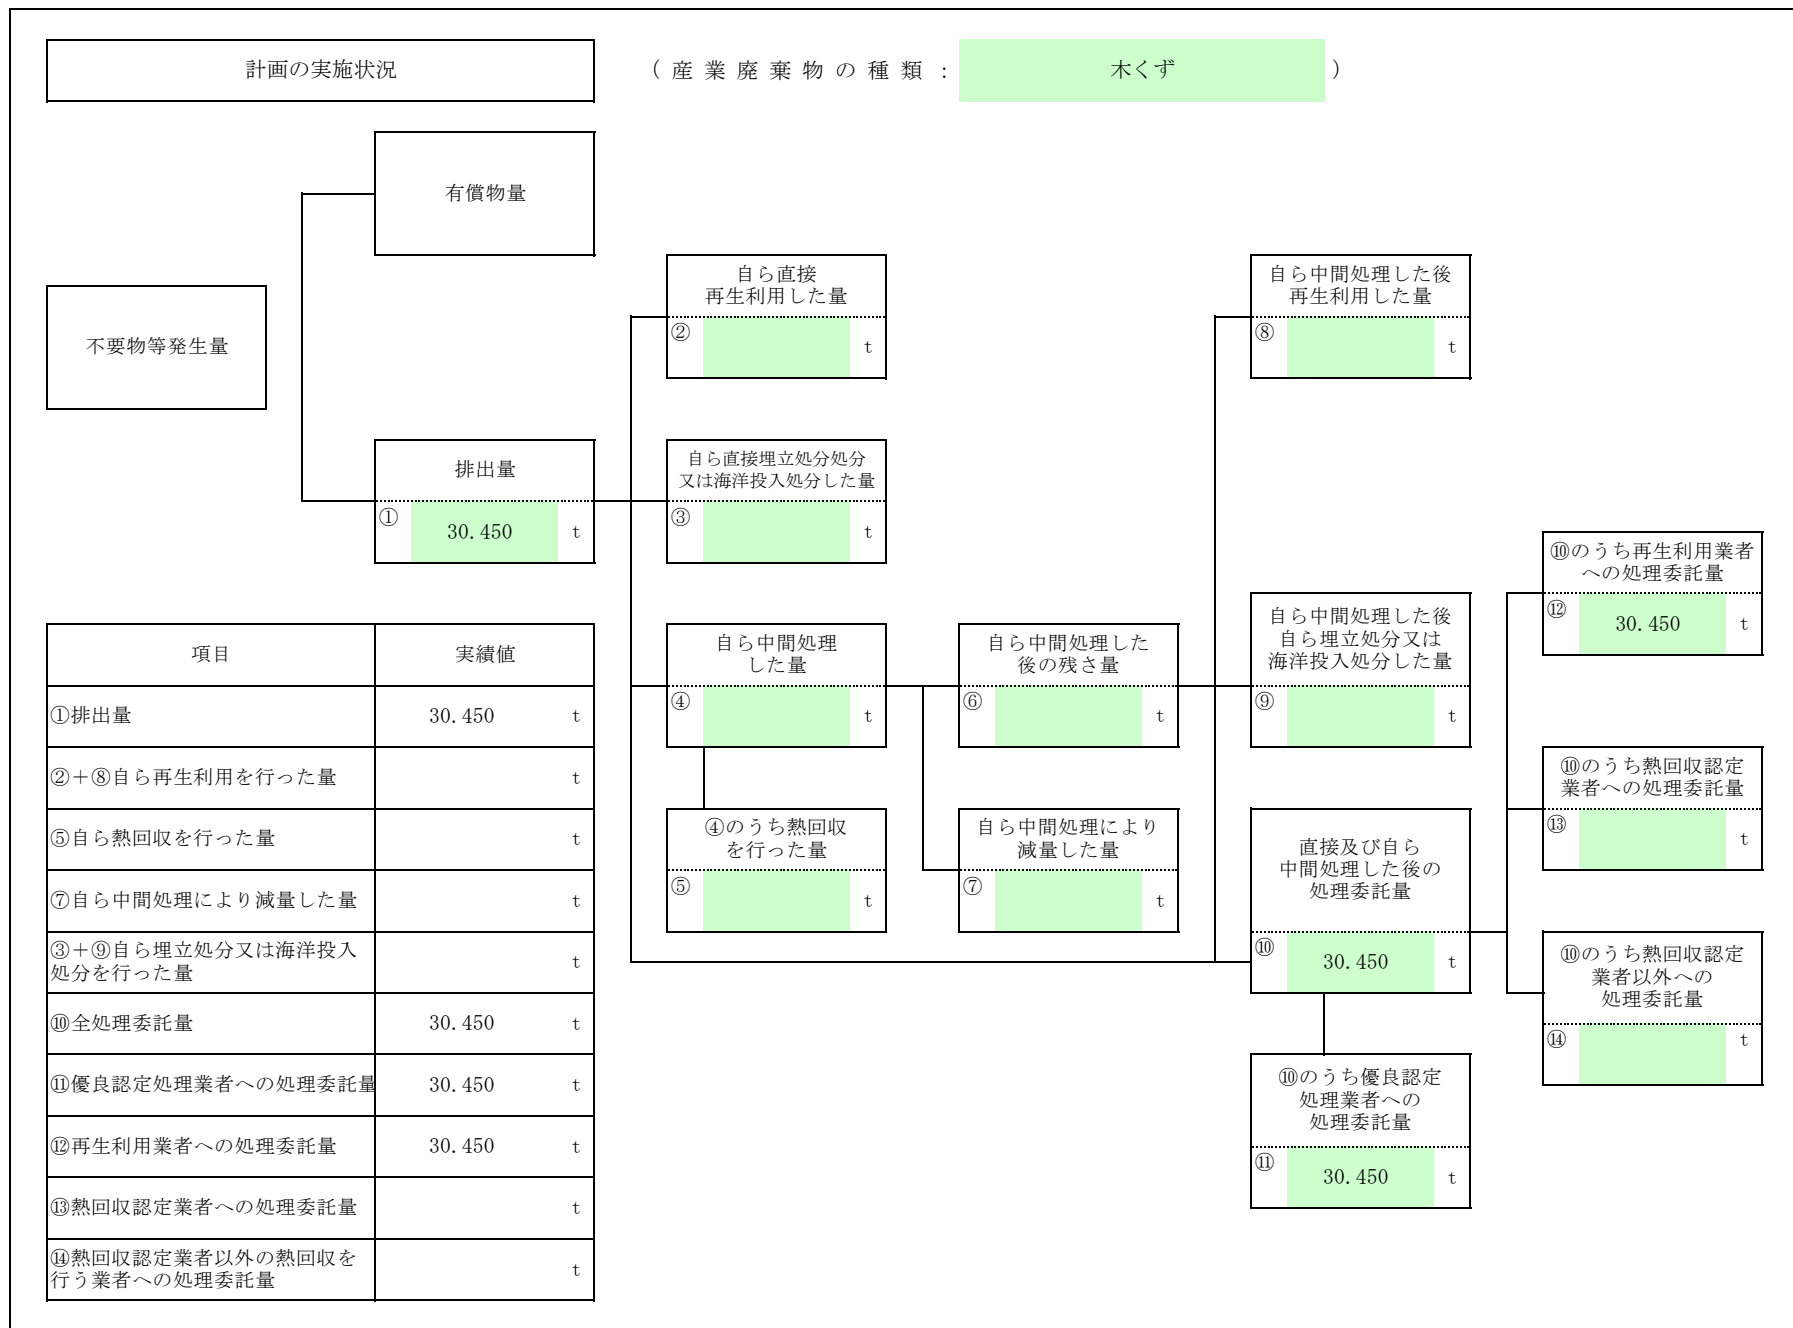 計画の実施状況
（産業廃棄物の種類：
木くず
）
有償物量
不要物等発生量
自ら直接
再生利用した量
②
t
自ら中間処理した後
再生利用した量
⑧
t
排出量
①
30.450
t
自ら直接埋立処分処分
又は海洋投入処分した量
③
t
⑩のうち再生利用業者
への処理委託量
⑫
30.450
t
自ら中間処理
した量
④
t
自ら中間処理した
後の残さ量
⑥
t
自ら中間処理した後
自ら埋立処分又は
海洋投入処分した量
⑨
t
⑩のうち熱回収認定
業者への処理委託量
⑬
t
④のうち熱回収
を行った量
⑤
t
自ら中間処理により
減量した量
⑦
t
直接及び自ら
中間処理した後の
処理委託量
⑩
30.450
t
⑩のうち熱回収認定
業者以外への
処理委託量
⑭
t
⑩のうち優良認定
処理業者への
処理委託量
⑪
30.450
t
項目
実績値
①排出量
30.450
t
②＋⑧自ら再生利用を行った量
t
⑤自ら熱回収を行った量
t
⑦自ら中間処理により減量した量
t
③＋⑨自ら埋立処分又は海洋投入
処分を行った量
t
⑩全処理委託量
30.450
t
⑪優良認定処理業者への処理委託量
30.450
t
⑫再生利用業者への処理委託量
30.450
t
⑬熱回収認定業者への処理委託量
t
⑭熱回収認定業者以外の熱回収を
行う業者への処理委託量
t